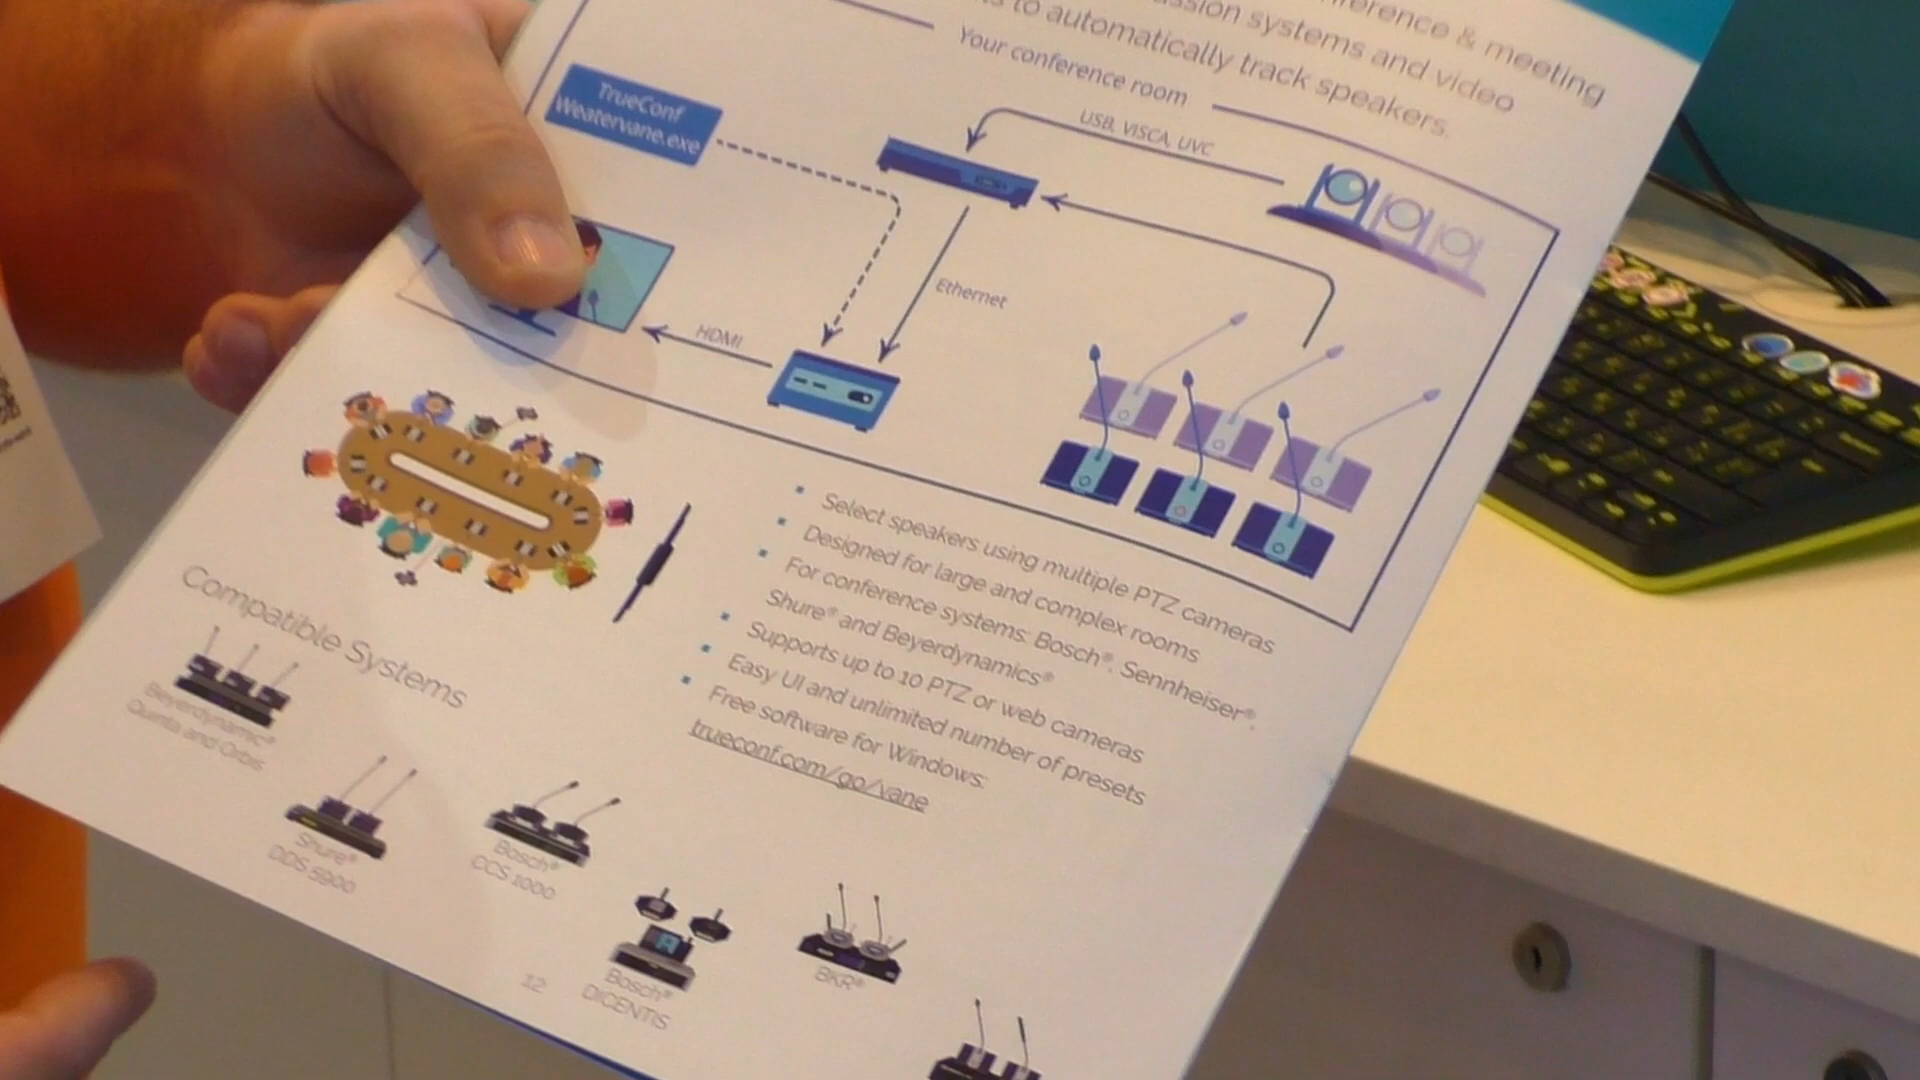 conference & meeting
systems and video
to automatically track speakers.
Your conference room
TrueConf
Weatervane.exe
USB, VISCA, UVC
Ethernet
HDMI
Select speakers using multiple PTZ cameras
Designed for large and complex rooms
For conference systems: Bosch®, Sennheiser®,
Shure® and Beyerdynamics®
Supports up to 10 PTZ or web cameras
Easy UI and unlimited number of presets
Free software for Windows:
trueconf.com/go/vane
Compatible Systems
Beyerdynamic®
Quinta and Orbis
Shure®
DDS 5900
Bosch®
CCS 1000
Bosch®
DICENTIS
BKR®
12